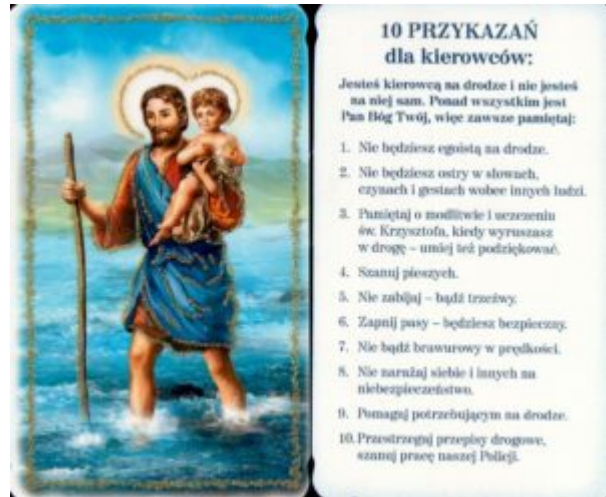 10 PRZYKAZAŃ
dla kierowców:
Jesteś kierowcą na drodze i nie jesteś
na niej sam. Ponad wszystkim jest
Pan Bóg Twój, więc zawsze pamiętaj:
1. Nie będziesz egoistą na drodze.
2. Nie będziesz ostry w słowach,
czynach i gestach wobec innych ludzi.
3. Pamiętaj o modlitwie i uczczeniu
św. Krzysztofa, kiedy wyruszasz
w drogę – umiej też podziękować.
4. Szanuj pieszych.
5. Nie zabijaj – bądź trzeźwy.
6. Zapnij pasy – będziesz bezpieczny.
7. Nie bądź brawurowy w prędkości.
8. Nie narażaj siebie i innych na
niebezpieczeństwo.
9. Pomagaj potrzebującym na drodze.
10. Przestrzegaj przepisy drogowe,
szanuj pracę naszej Policji.